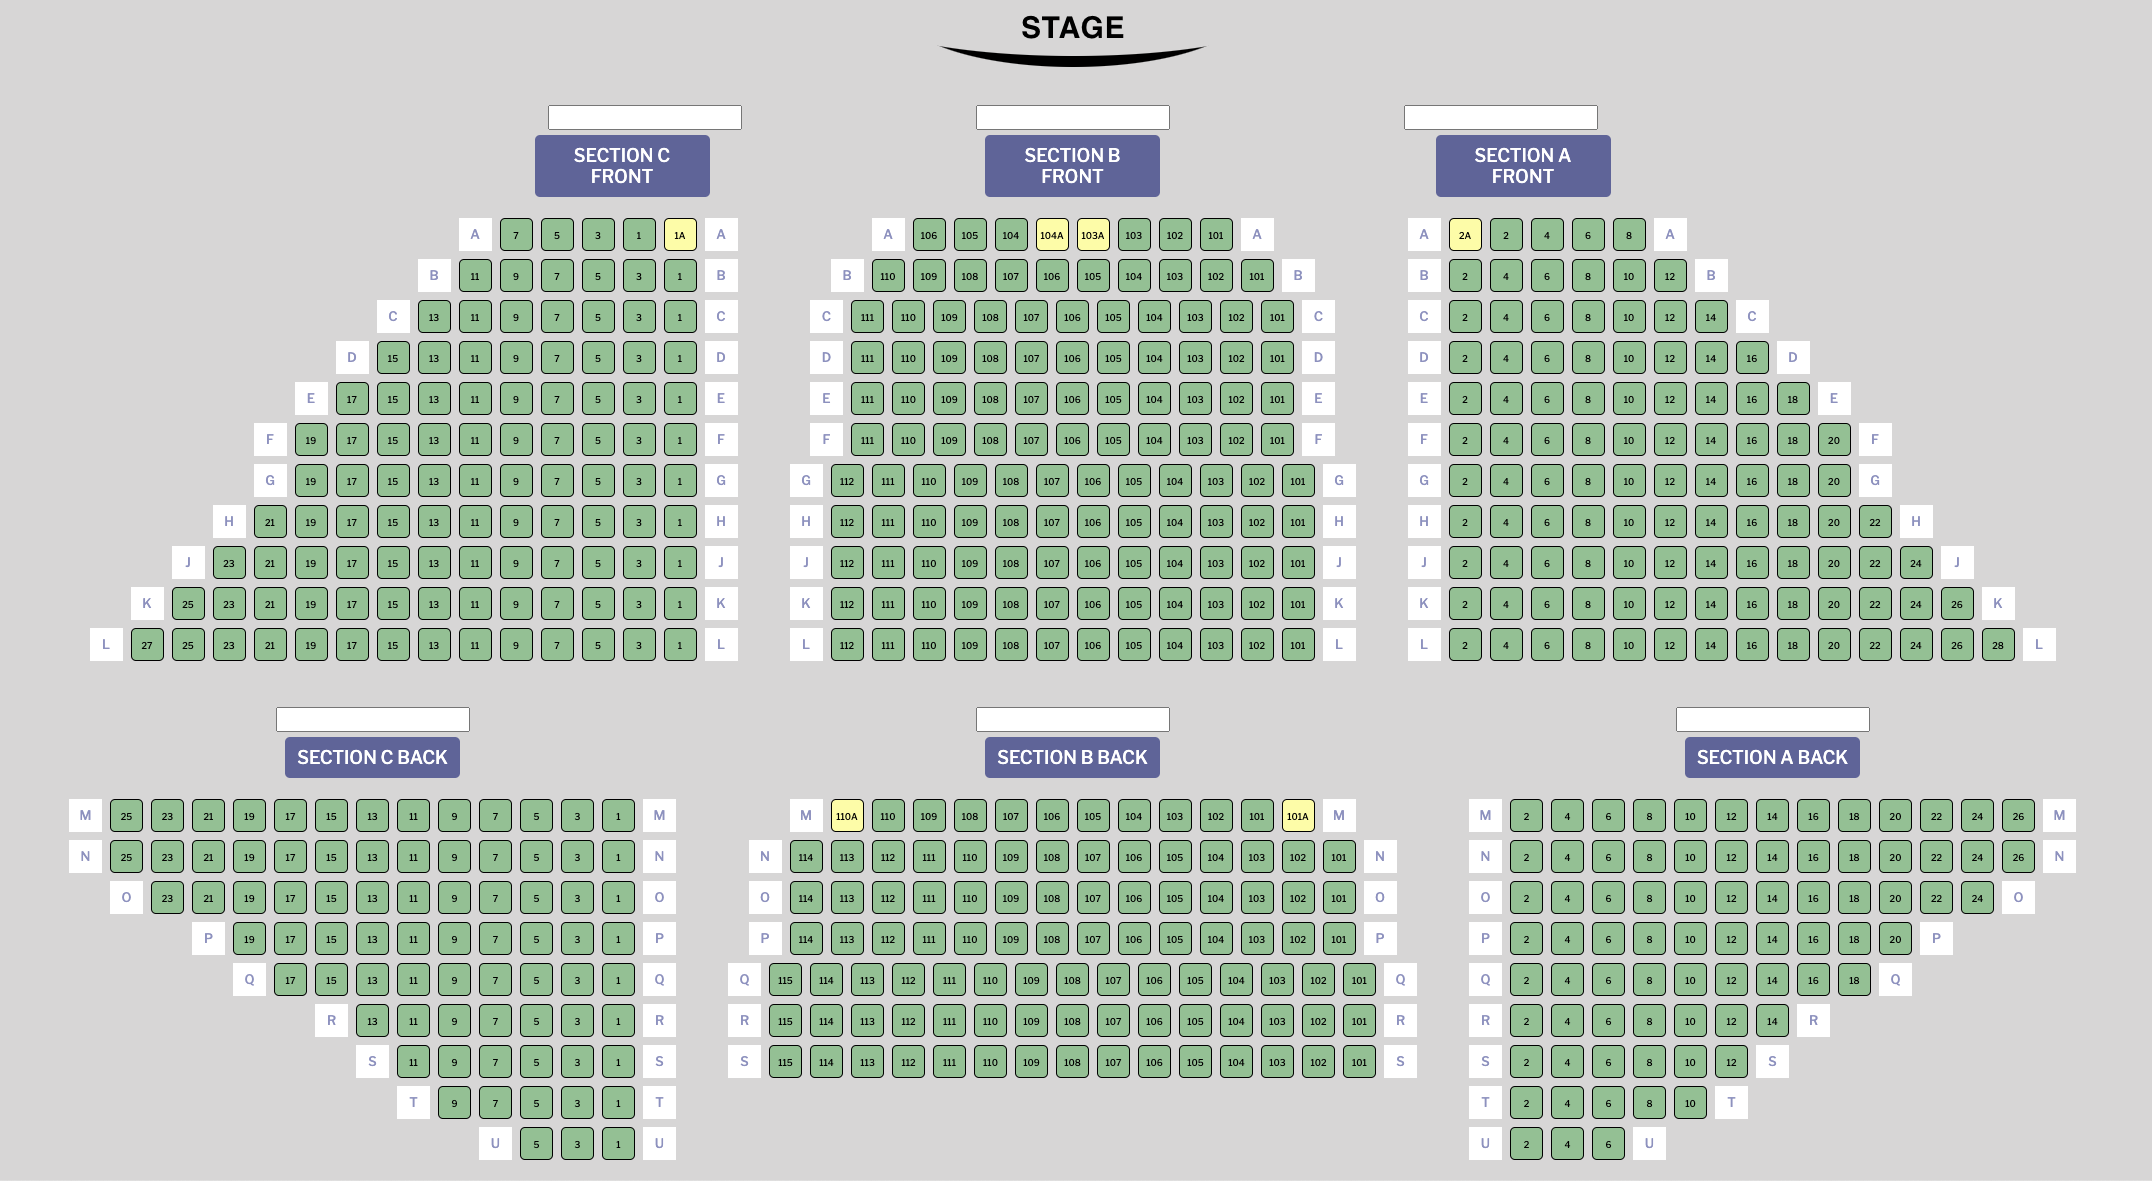 STAGE
SECTION C
FRONT
SECTION B
FRONT
SECTION A
FRONT
A 7 5 3 1 1A A A 106 105 104 104A 103A 103 102 101 A A 2A 2 4 6 8 A
B 11 9 7 5 3 1 B B 110 109 108 107 106 105 104 103 102 101 B B 2 4 6 8 10 12 B
C 13 11 9 7 5 3 1 C C 111 110 109 108 107 106 105 104 103 102 101 C C 2 4 6 8 10 12 14 C
D 15 13 11 9 7 5 3 1 D D 111 110 109 108 107 106 105 104 103 102 101 D D 2 4 6 8 10 12 14 16 D
E 17 15 13 11 9 7 5 3 1 E E 111 110 109 108 107 106 105 104 103 102 101 E E 2 4 6 8 10 12 14 16 18 E
F 19 17 15 13 11 9 7 5 3 1 F F 111 110 109 108 107 106 105 104 103 102 101 F F 2 4 6 8 10 12 14 16 18 20 F
G 19 17 15 13 11 9 7 5 3 1 G G 112 111 110 109 108 107 106 105 104 103 102 101 G G 2 4 6 8 10 12 14 16 18 20 G
H 21 19 17 15 13 11 9 7 5 3 1 H H 112 111 110 109 108 107 106 105 104 103 102 101 H H 2 4 6 8 10 12 14 16 18 20 22 H
J 23 21 19 17 15 13 11 9 7 5 3 1 J J 112 111 110 109 108 107 106 105 104 103 102 101 J J 2 4 6 8 10 12 14 16 18 20 22 24 J
K 25 23 21 19 17 15 13 11 9 7 5 3 1 K K 112 111 110 109 108 107 106 105 104 103 102 101 K K 2 4 6 8 10 12 14 16 18 20 22 24 26 K
L 27 25 23 21 19 17 15 13 11 9 7 5 3 1 L L 112 111 110 109 108 107 106 105 104 103 102 101 L L 2 4 6 8 10 12 14 16 18 20 22 24 26 28 L
SECTION C BACK
SECTION B BACK
SECTION A BACK
M 25 23 21 19 17 15 13 11 9 7 5 3 1 M M 110A 110 109 108 107 106 105 104 103 102 101 101A M M 2 4 6 8 10 12 14 16 18 20 22 24 26 M
N 25 23 21 19 17 15 13 11 9 7 5 3 1 N N 114 113 112 111 110 109 108 107 106 105 104 103 102 101 N N 2 4 6 8 10 12 14 16 18 20 22 24 26 N
O 23 21 19 17 15 13 11 9 7 5 3 1 O O 114 113 112 111 110 109 108 107 106 105 104 103 102 101 O O 2 4 6 8 10 12 14 16 18 20 22 24 O
P 19 17 15 13 11 9 7 5 3 1 P P 114 113 112 111 110 109 108 107 106 105 104 103 102 101 P P 2 4 6 8 10 12 14 16 18 20 P
Q 17 15 13 11 9 7 5 3 1 Q Q 115 114 113 112 111 110 109 108 107 106 105 104 103 102 101 Q Q 2 4 6 8 10 12 14 16 18 Q
R 13 11 9 7 5 3 1 R R 115 114 113 112 111 110 109 108 107 106 105 104 103 102 101 R R 2 4 6 8 10 12 14 R
S 11 9 7 5 3 1 S S 115 114 113 112 111 110 109 108 107 106 105 104 103 102 101 S S 2 4 6 8 10 12 S
T 9 7 5 3 1 T T 2 4 6 8 10 T
U 5 3 1 U U 2 4 6 U